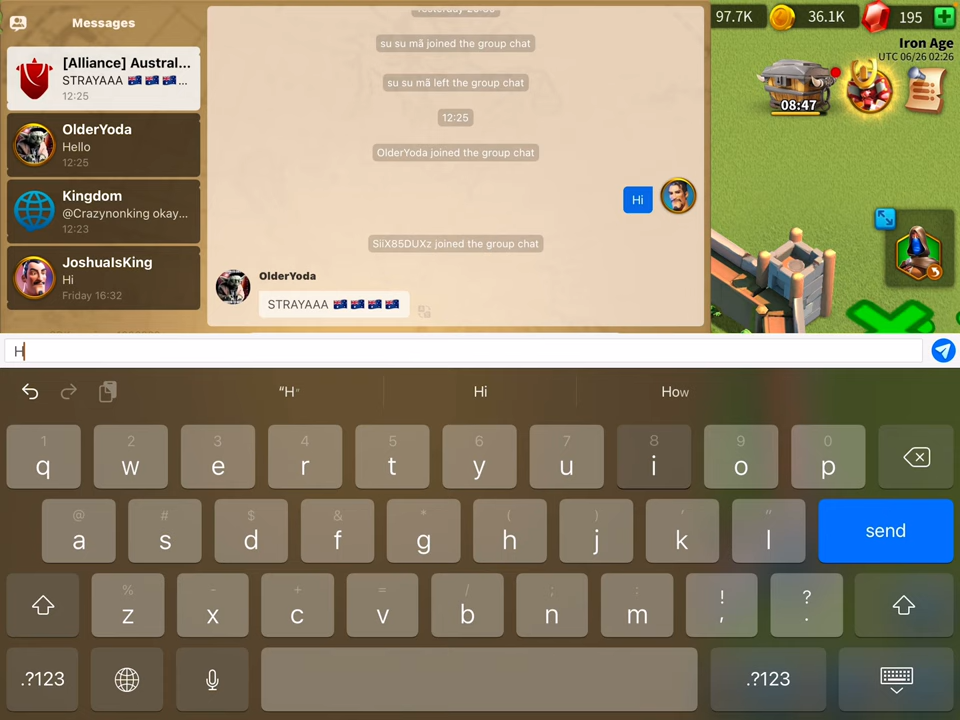 Messages
[Alliance] Austral...
STRAYAAA 🇦🇺 🇦🇺 🇦🇺...
12:25
OlderYoda
Hello
12:25
Kingdom
@Crazynonking okay...
12:23
JoshuaIsKing
Hi
Friday 16:32
su su mã joined the group chat
su su mã left the group chat
12:25
OlderYoda joined the group chat
Hi
SiiX85DUXz joined the group chat
OlderYoda
STRAYAAA 🇦🇺 🇦🇺 🇦🇺 🇦🇺
97.7K
36.1K
195
Iron Age
UTC 06/26 02:26
08:47
H
“H”
Hi
How
1 2 3 4 5 6 7 8 9 0
q w e r t y u i o p
@ # $ & * ( ) ' "
a s d f g h j k l send
% - + = / ; : ! ?
z x c v b n m , .
.?123 .?123